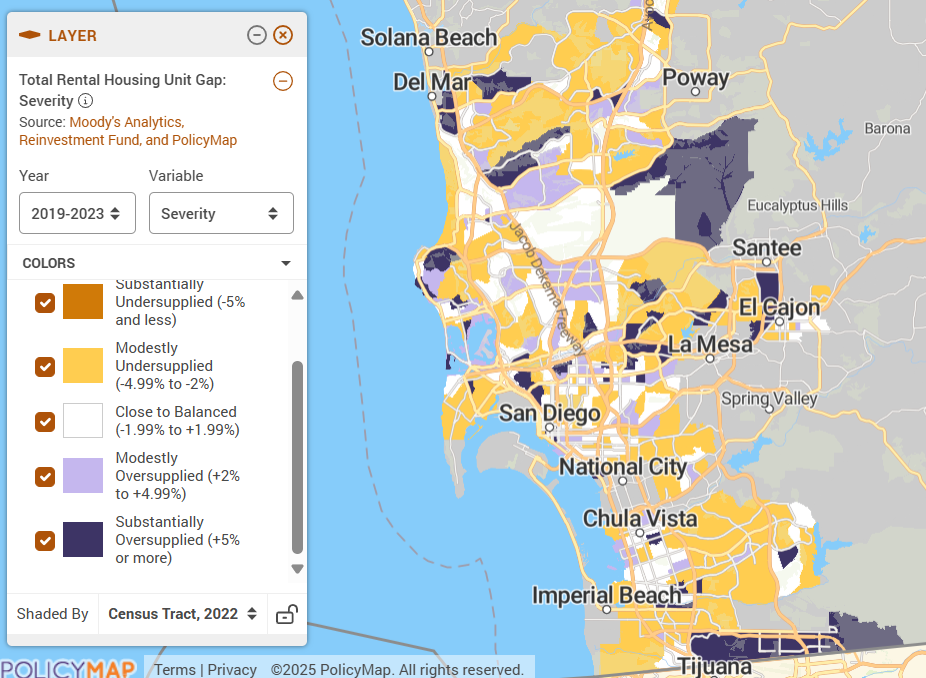 LAYER
Total Rental Housing Unit Gap:
Severity
Source: Moody's Analytics,
Reinvestment Fund, and PolicyMap
Year
Variable
2019-2023
Severity
COLORS
Substantially
Undersupplied (-5%
and less)
Modestly
Undersupplied
(-4.99% to -2%)
Close to Balanced
(-1.99% to +1.99%)
Modestly
Oversupplied (+2%
to +4.99%)
Substantially
Oversupplied (+5%
or more)
Shaded By
Census Tract, 2022
POLICYMAP
Terms | Privacy
©2025 PolicyMap. All rights reserved.
Solana Beach
Del Mar
Poway
Barona
Eucalyptus Hills
Santee
Jacob Dekema Freeway
El Cajon
La Mesa
Spring Valley
San Diego
National City
Chula Vista
Imperial Beach
Tijuana